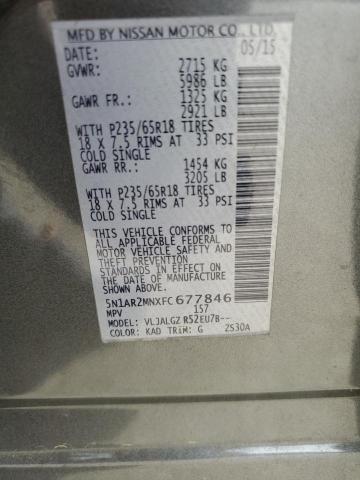 MFD BY NISSAN MOTOR CO., LTD.
DATE: 05/15
GVWR: 2715 KG
5986 LB
GAWR FR.: 1325 KG
2921 LB
WITH P235/65R18 TIRES
18 X 7.5 RIMS AT 33 PSI
COLD SINGLE
GAWR RR.: 1454 KG
3205 LB
WITH P235/65R18 TIRES
18 X 7.5 RIMS AT 33 PSI
COLD SINGLE
THIS VEHICLE CONFORMS TO
ALL APPLICABLE FEDERAL
MOTOR VEHICLE SAFETY AND
THEFT PREVENTION
STANDARDS IN EFFECT ON
THE DATE OF MANUFACTURE
SHOWN ABOVE.
5N1AR2MNXFC677846
MPV 157
MODEL: VLJALGZ R52EU7B--
COLOR: KAD TRIM: G 2S30A